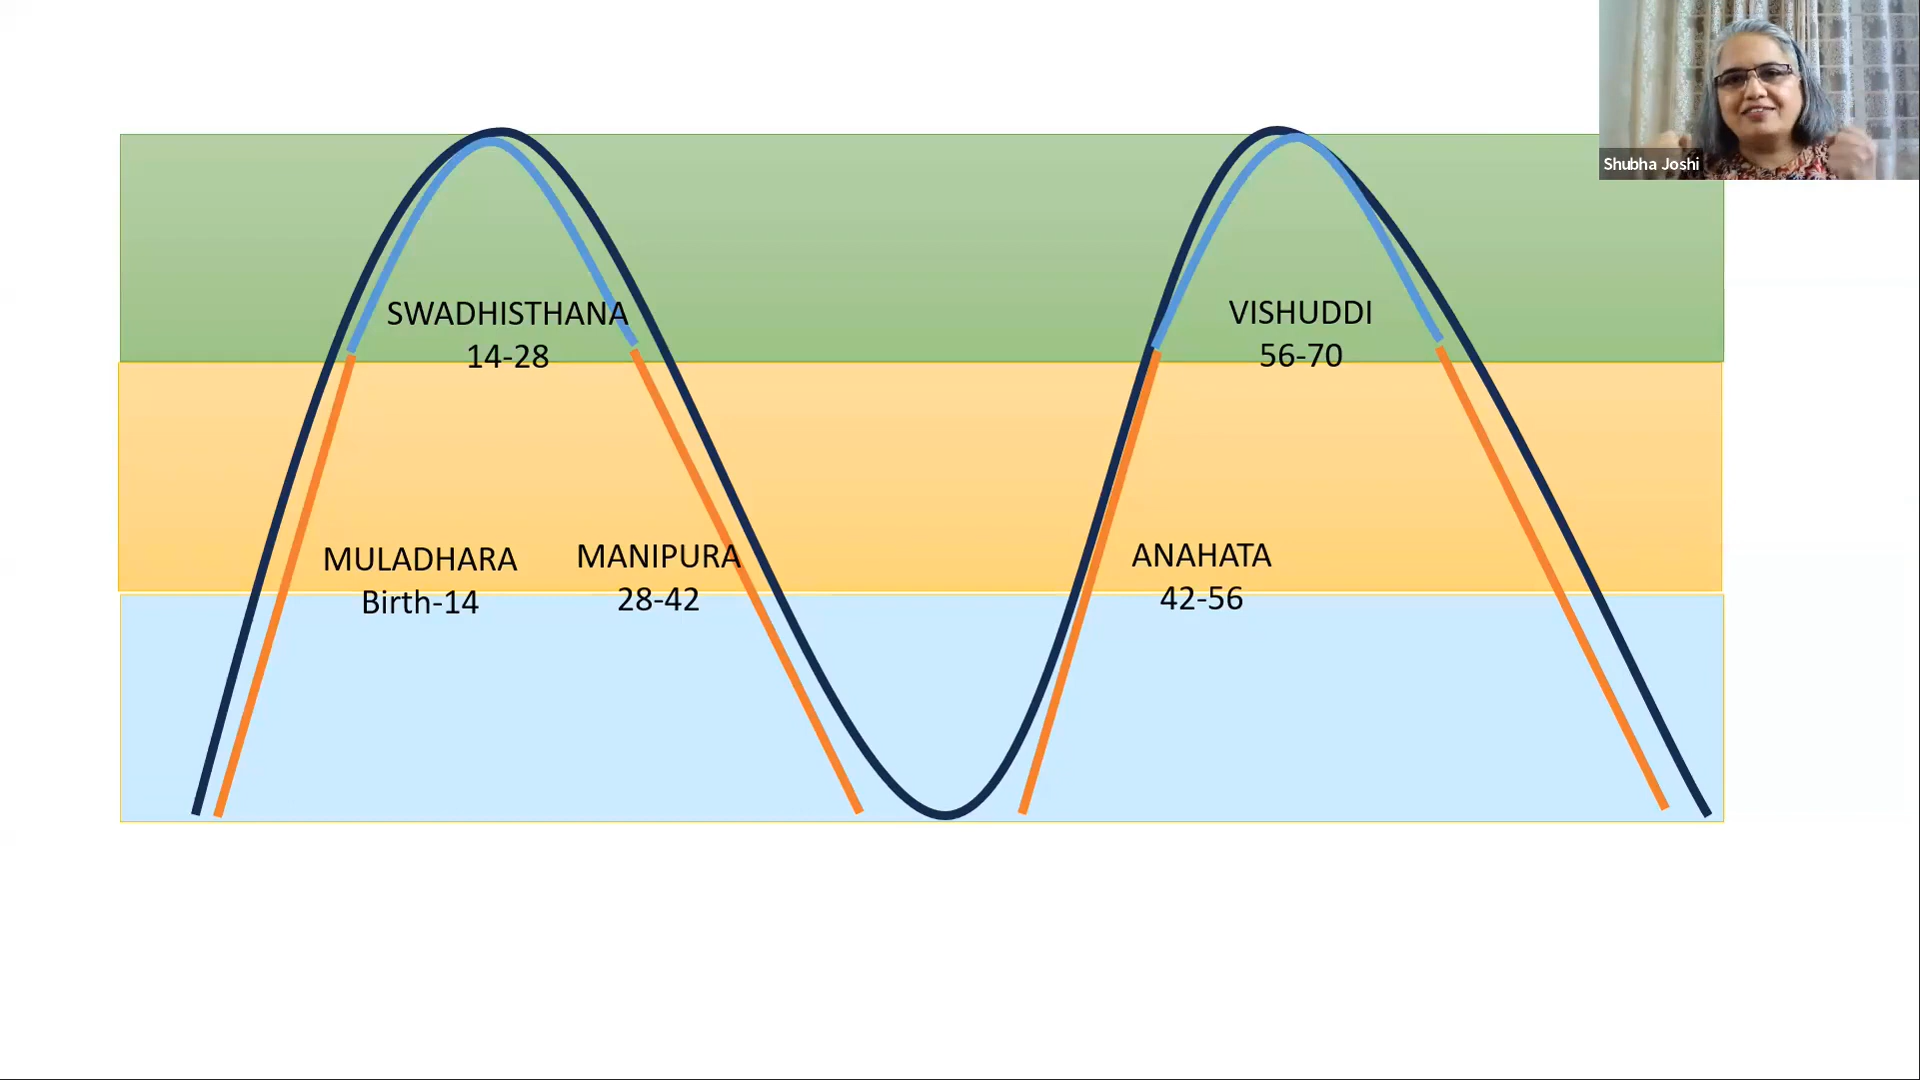 Shubha Joshi
SWADHISTHANA
14-28
VISHUDDI
56-70
MULADHARA
Birth-14
MANIPURA
28-42
ANAHATA
42-56